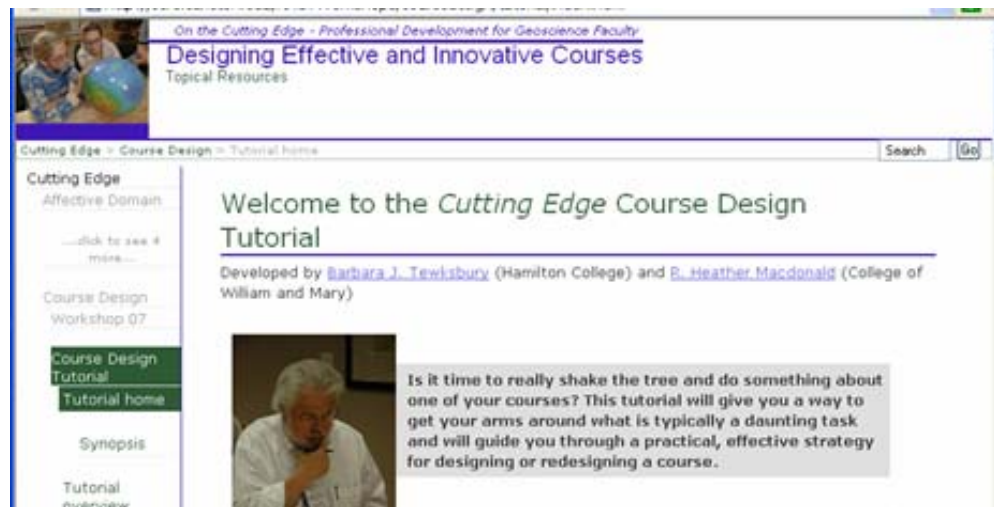 On the Cutting Edge - Professional Development for Geoscience Faculty
Designing Effective and Innovative Courses
Topical Resources
Cutting Edge > Course Design > Tutorial home
Search Go
Cutting Edge
Affective Domain
....click to see 4
more....
Course Design
Workshop 07
Course Design
Tutorial
Tutorial home
Synopsis
Tutorial
overview
Welcome to the Cutting Edge Course Design
Tutorial
Developed by Barbara J. Tewksbury (Hamilton College) and R. Heather Macdonald (College of
William and Mary)
Is it time to really shake the tree and do something about
one of your courses? This tutorial will give you a way to
get your arms around what is typically a daunting task
and will guide you through a practical, effective strategy
for designing or redesigning a course.